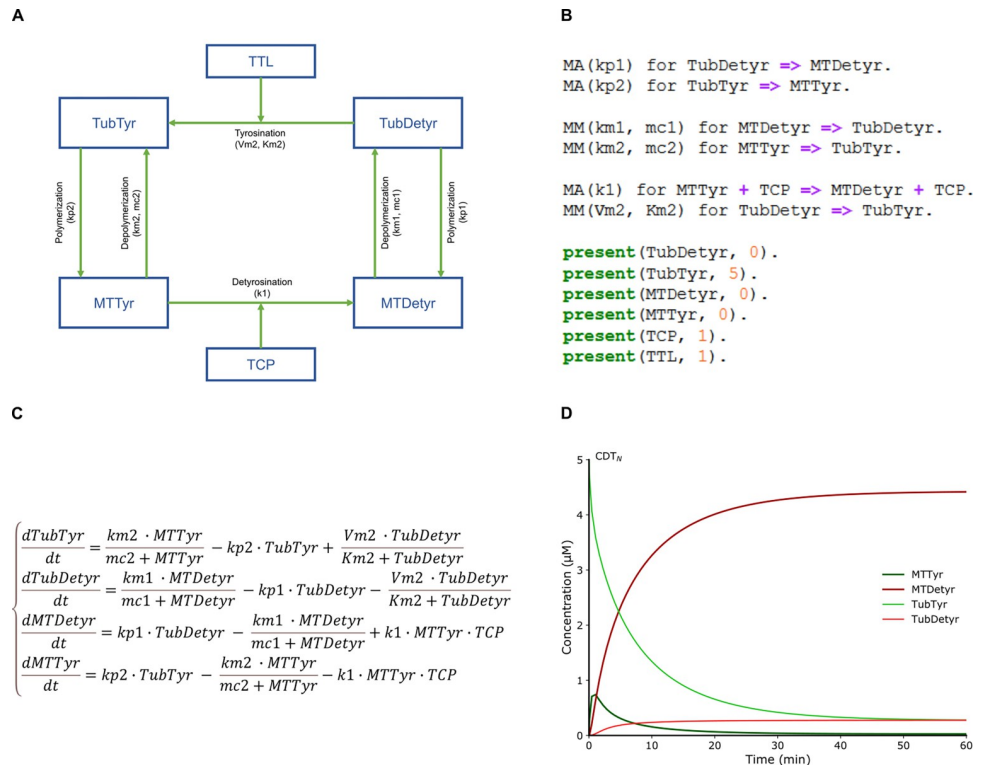 A
TTL
TubTyr
TubDetyr
Tyrosination
(Vm2, Km2)
Polymerization
(kp2)
Depolymerization
(km2, mc2)
Depolymerization
(km1, mc1)
Polymerization
(kp1)
MTTyr
Detyrosination
(k1)
MTDetyr
TCP
B
MA(kp1) for TubDetyr => MTDetyr.
MA(kp2) for TubTyr => MTTyr.
MM(km1, mc1) for MTDetyr => TubDetyr.
MM(km2, mc2) for MTTyr => TubTyr.
MA(k1) for MTTyr + TCP => MTDetyr + TCP.
MM(Vm2, Km2) for TubDetyr => TubTyr.
present(TubDetyr, 0).
present(TubTyr, 5).
present(MTDetyr, 0).
present(MTTyr, 0).
present(TCP, 1).
present(TTL, 1).
C
dTubTyr/dt = km2 · MTTyr/(mc2 + MTTyr) − kp2 · TubTyr + Vm2 · TubDetyr/(Km2 + TubDetyr)
dTubDetyr/dt = km1 · MTDetyr/(mc1 + MTDetyr) − kp1 · TubDetyr − Vm2 · TubDetyr/(Km2 + TubDetyr)
dMTDetyr/dt = kp1 · TubDetyr − km1 · MTDetyr/(mc1 + MTDetyr) + k1 · MTTyr · TCP
dMTTyr/dt = kp2 · TubTyr − km2 · MTTyr/(mc2 + MTTyr) − k1 · MTTyr · TCP
D
CDT_N
5
4
3
2
1
0
Concentration (µM)
MTTyr
MTDetyr
TubTyr
TubDetyr
0 10 20 30 40 50 60
Time (min)